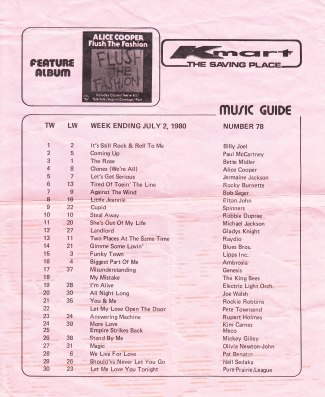 FEATURE
ALBUM
ALICE COOPER
Flush The Fashion
FLUSH
THE
FASHION
Kmart
THE SAVING PLACE
MUSIC GUIDE
TW LW WEEK ENDING JULY 2, 1980 NUMBER 78
1 2 It's Still Rock & Roll To Me Billy Joel
2 5 Coming Up Paul McCartney
3 1 The Rose Bette Midler
4 8 Clones (We're All) Alice Cooper
5 7 Let's Get Serious Jermaine Jackson
6 13 Tired Of Toein' The Line Rocky Burnette
7 9 Against The Wind Bob Seger
8 16 Little Jeannie Elton John
9 22 Cupid Spinners
10 10 Steal Away Robbie Dupree
11 20 She's Out Of My Life Michael Jackson
12 27 Landlord Gladys Knight
13 11 Two Places At The Same Time Raydio
14 21 Gimme Some Lovin' Blues Bros.
15 3 Funky Town Lipps Inc.
16 4 Biggest Part Of Me Ambrosia
17 37 Misunderstanding Genesis
18 My Mistake The King Bees
19 28 I'm Alive Electric Light Orch.
20 30 All Night Long Joe Walsh
21 35 You & Me Rockie Robbins
22 Let My Love Open The Door Pete Townsend
23 24 Answering Machine Rupert Holmes
24 39 More Love Kim Carnes
25 Empire Strikes Back Meco
26 38 Stand By Me Mickey Gilley
27 31 Magic Olivia Newton-John
28 6 We Live For Love Pat Benatar
29 26 Should've Never Let You Go Neil Sedaka
30 23 Let Me Love You Tonight Pure Prairie League